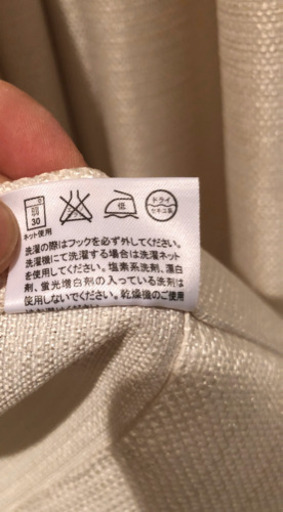 30 低 ドライ
ネット使用 セキユ系
洗濯の際はフックを必ず外してください。
洗濯機にて洗濯する場合は洗濯ネット
を使用してください。塩素系洗剤、漂白
剤、蛍光増白剤の入っている洗剤は
使用しないでください。乾燥機のご使用